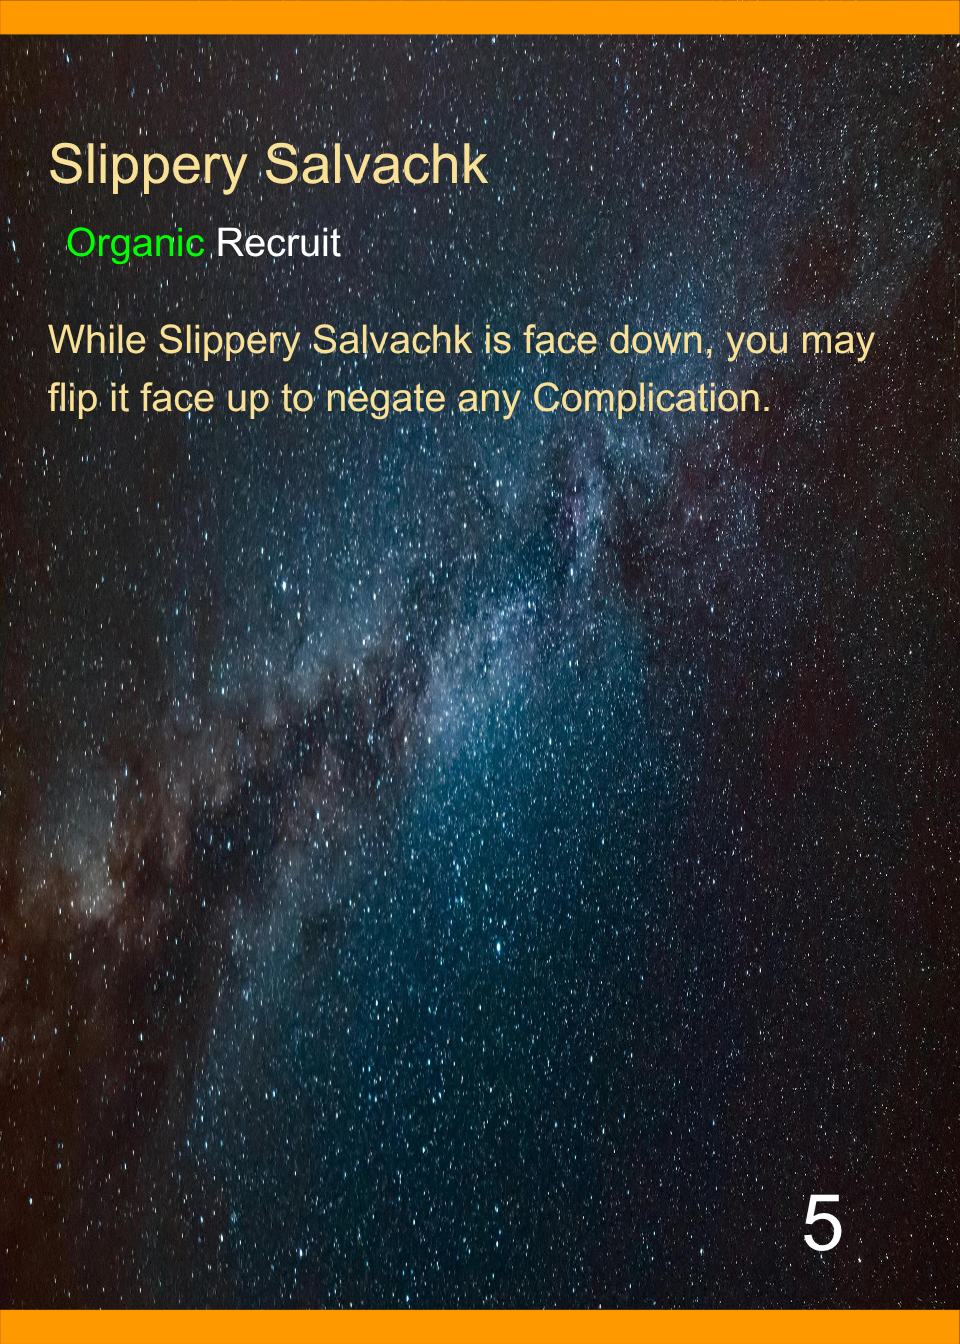 Slippery Salvachk
Organic Recruit
While Slippery Salvachk is face down, you may
flip it face up to negate any Complication.
5